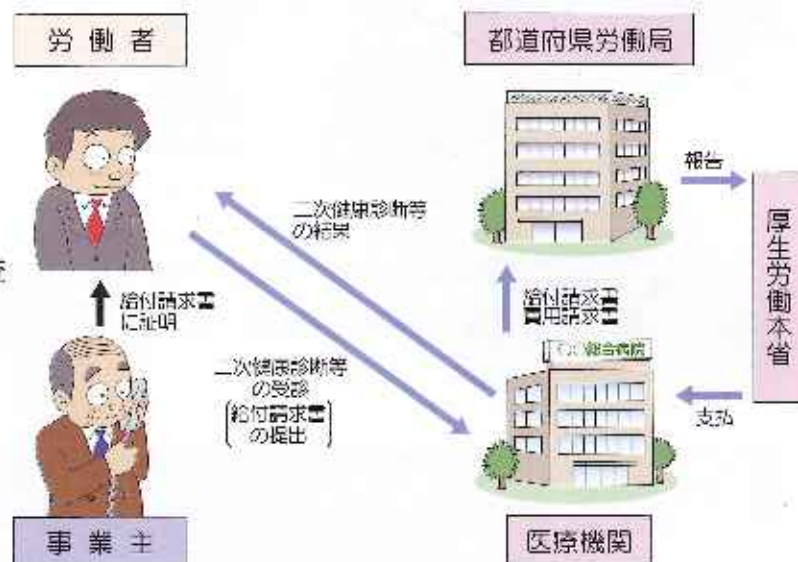 労働者
都道府県労働局
報告
二次健康診断等
の結果
厚生労働本省
給付請求書
に証明
給付請求書
費用請求書
総合病院
二次健康診断等
の受診
給付請求書
の提出
支払
事業主
医療機関